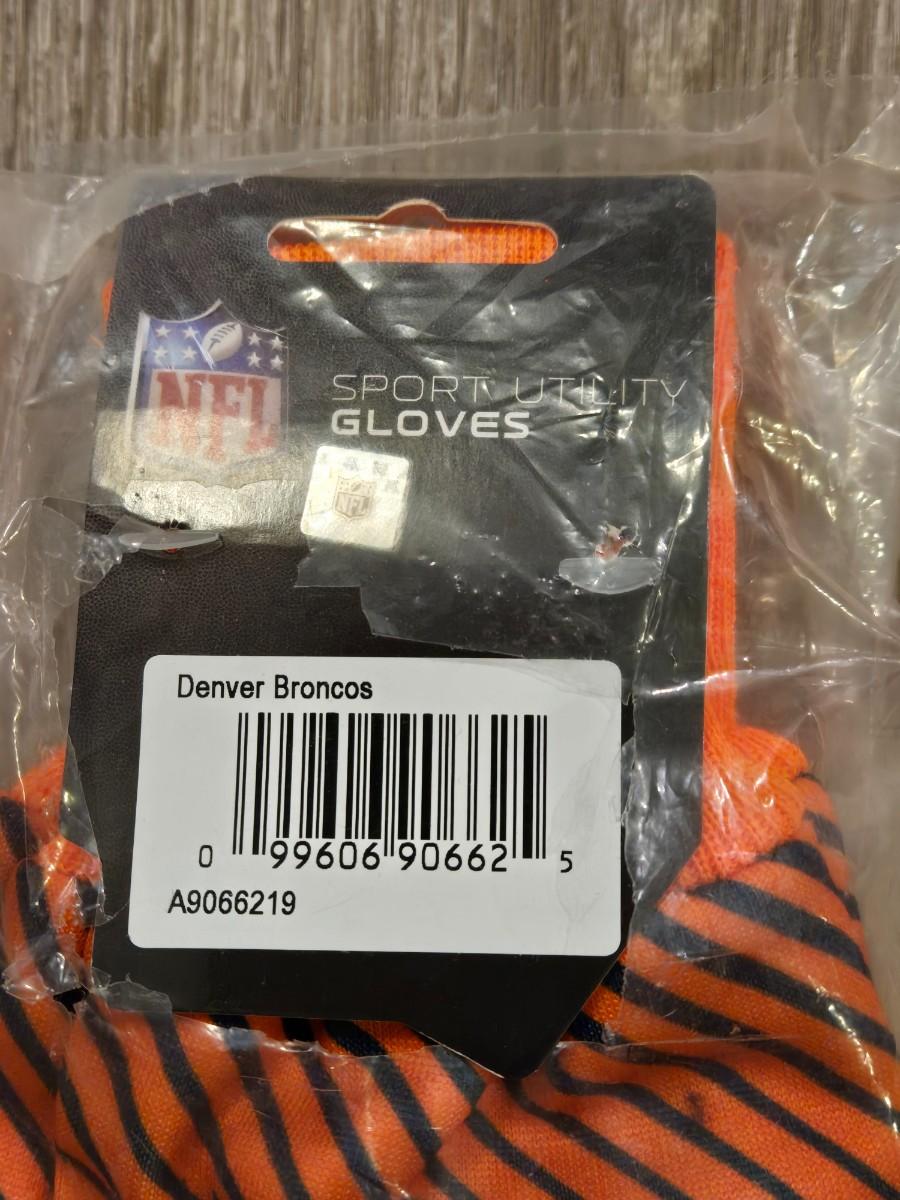 NFL
SPORT UTILITY
GLOVES
NFL
Denver Broncos
0 99606 90662 5
A9066219